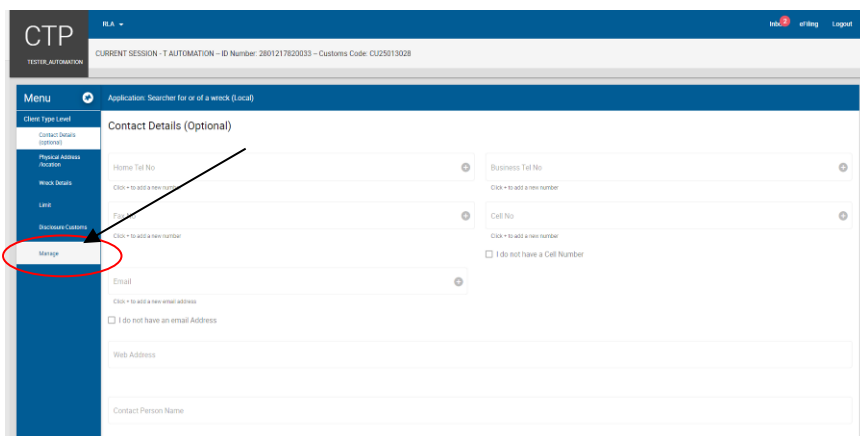 CTP
TESTER_AUTOMATION
RLA
Inbox 2 eFiling Logout
CURRENT SESSION - T AUTOMATION – ID Number: 2801217820033 – Customs Code: CU25013028
Menu
Client Type Level
Contact Details
(optional)
Physical Address
/location
Wreck Details
Limit
Disclosure Customs
Manage
Application: Searcher for or of a wreck (Local)
Contact Details (Optional)
Home Tel No
Click + to add a new number
Business Tel No
Click + to add a new number
Fax No
Click + to add a new number
Cell No
Click + to add a new number
I do not have a Cell Number
Email
Click + to add a new email address
I do not have an email Address
Web Address
Contact Person Name